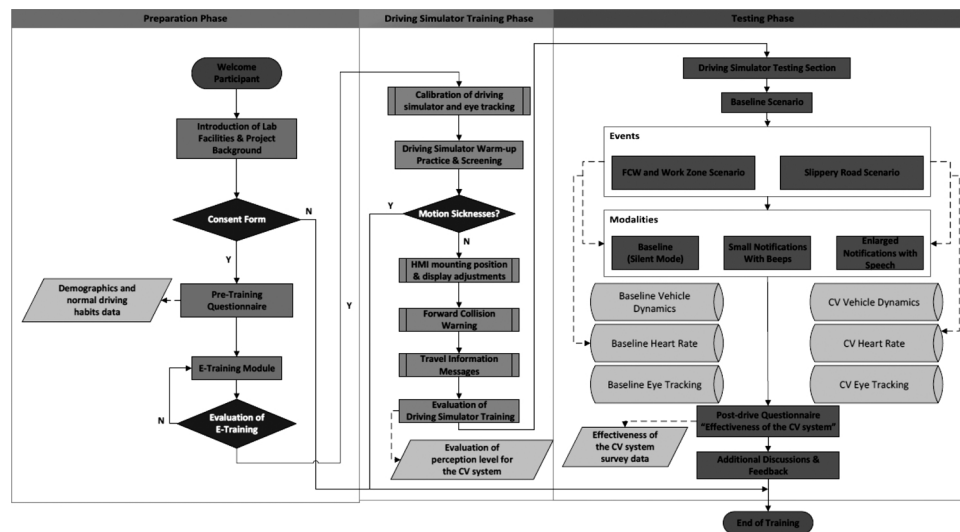 Preparation Phase
Driving Simulator Training Phase
Testing Phase
Welcome
Participant
Introduction of Lab
Facilities & Project
Background
Consent Form
N
Y
Pre-Training
Questionnaire
Demographics and
normal driving
habits data
E-Training Module
Evaluation of
E-Training
N
Y
Calibration of driving
simulator and eye tracking
Driving Simulator Warm-up
Practice & Screening
Motion Sicknesses?
Y
N
HMI mounting position
& display adjustments
Forward Collision
Warning
Travel Information
Messages
Evaluation of
Driving Simulator Training
Evaluation of
perception level for
the CV system
Driving Simulator Testing Section
Baseline Scenario
Events
FCW and Work Zone Scenario
Slippery Road Scenario
Modalities
Baseline
(Silent Mode)
Small Notifications
With Beeps
Enlarged
Notifications with
Speech
Baseline Vehicle
Dynamics
CV Vehicle Dynamics
Baseline Heart Rate
CV Heart Rate
Baseline Eye Tracking
CV Eye Tracking
Post-drive Questionnaire
“Effectiveness of the CV system”
Effectiveness of
the CV system
survey data
Additional Discussions &
Feedback
End of Training